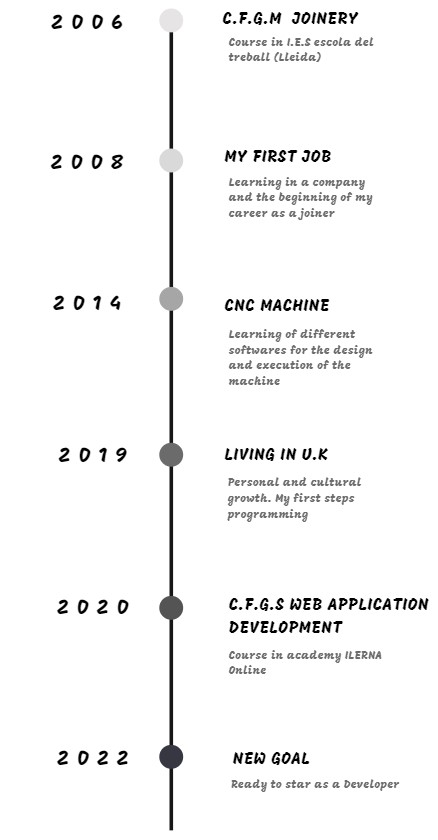 2006
C.F.G.M JOINERY
Course in I.E.S escola del
treball (Lleida)
2008
MY FIRST JOB
Learning in a company
and the beginning of my
career as a joiner
2014
CNC MACHINE
Learning of different
softwares for the design
and execution of the
machine
2019
LIVING IN U.K
Personal and cultural
growth. My first steps
programming
2020
C.F.G.S WEB APPLICATION
DEVELOPMENT
Course in academy ILERNA
Online
2022
NEW GOAL
Ready to star as a Developer